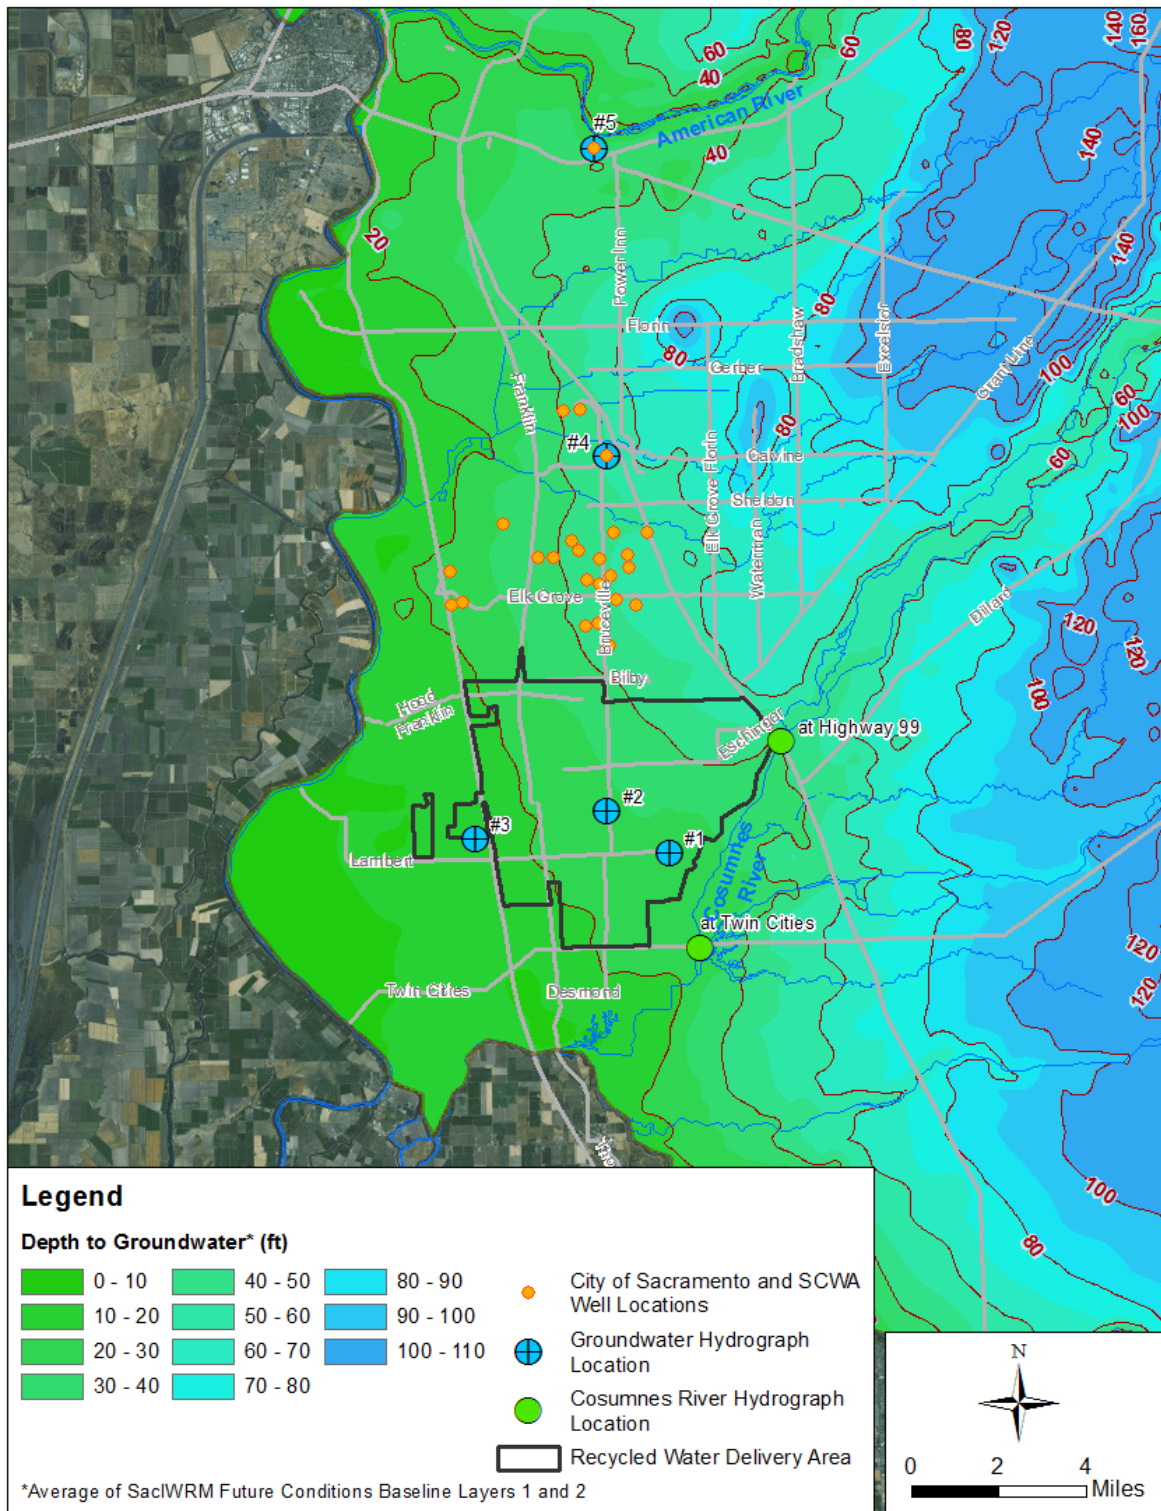 60
40
60
80
120
140
160
#5
American River
40
140
20
Power Inn
140
80
Florin
80
Gerber
Bradshaw
Excelsior
Grant Line
100
60
100
Franklin
80
#4
Calvine
60
Elk Grove Florin
Sheldon
Waterman
Elk Grove
Bruceville
Dillard
120
120
100
Bilby
Hood
Franklin
Eschinger
at Highway 99
#2
#3
#1
Lambert
Cosumnes
River
at Twin Cities
120
120
Twin Cities
Desmond
100
80
Legend
Depth to Groundwater* (ft)
0 - 10
10 - 20
20 - 30
30 - 40
40 - 50
50 - 60
60 - 70
70 - 80
80 - 90
90 - 100
100 - 110
City of Sacramento and SCWA
Well Locations
Groundwater Hydrograph
Location
Cosumnes River Hydrograph
Location
Recycled Water Delivery Area
*Average of SacIWRM Future Conditions Baseline Layers 1 and 2
N
0 2 4
Miles